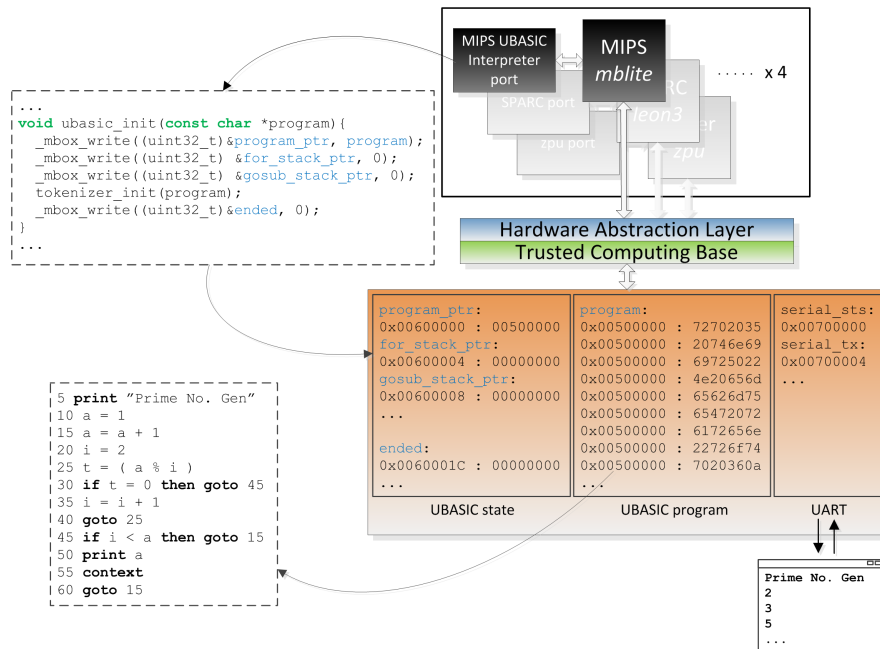 MIPS UBASIC
Interpreter
port
MIPS
mblite
SPARC port
zpu port
RC
leon3
er
zpu
..... x 4
...
void ubasic_init(const char *program){
_mbox_write((uint32_t)&program_ptr, program);
_mbox_write((uint32_t) &for_stack_ptr, 0);
_mbox_write((uint32_t) &gosub_stack_ptr, 0);
tokenizer_init(program);
_mbox_write((uint32_t)&ended, 0);
}
...
Hardware Abstraction Layer
Trusted Computing Base
program_ptr:
0x00600000 : 00500000
for_stack_ptr:
0x00600004 : 00000000
gosub_stack_ptr:
0x00600008 : 00000000
...
ended:
0x0060001C : 00000000
...
UBASIC state
program:
0x00500000 : 72702035
0x00500000 : 20746e69
0x00500000 : 69725022
0x00500000 : 4e20656d
0x00500000 : 65626d75
0x00500000 : 65472072
0x00500000 : 6172656e
0x00500000 : 22726f74
0x00500000 : 7020360a
...
UBASIC program
serial_sts:
0x00700000
serial_tx:
0x00700004
...
UART
5 print ”Prime No. Gen”
10 a = 1
15 a = a + 1
20 i = 2
25 t = ( a % i )
30 if t = 0 then goto 45
35 i = i + 1
40 goto 25
45 if i < a then goto 15
50 print a
55 context
60 goto 15
Prime No. Gen
2
3
5
...